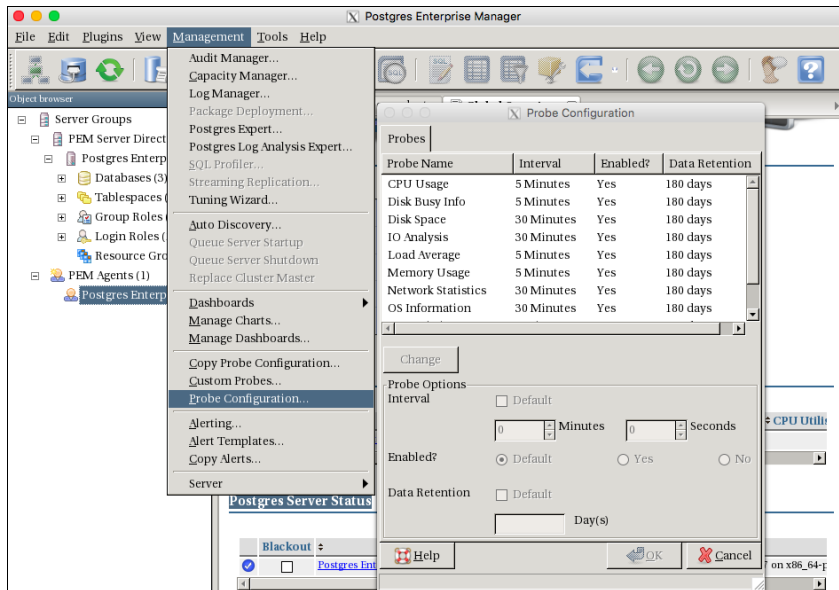 Postgres Enterprise Manager
File Edit Plugins View Management Tools Help
SQL
SQL
Object browser
Server Groups
PEM Server Direct
Postgres Enterp
Databases (3)
Tablespaces (
Group Roles
Login Roles (
Resource Gro
PEM Agents (1)
Postgres Enterp
Audit Manager...
Capacity Manager...
Log Manager...
Package Deployment...
Postgres Expert...
Postgres Log Analysis Expert...
SQL Profiler...
Streaming Replication...
Tuning Wizard...
Auto Discovery...
Queue Server Startup
Queue Server Shutdown
Replace Cluster Master
Dashboards
Manage Charts...
Manage Dashboards...
Copy Probe Configuration...
Custom Probes...
Probe Configuration...
Alerting...
Alert Templates...
Copy Alerts...
Server
Probe Configuration
Probes
Probe Name Interval Enabled? Data Retention
CPU Usage 5 Minutes Yes 180 days
Disk Busy Info 5 Minutes Yes 180 days
Disk Space 30 Minutes Yes 180 days
IO Analysis 30 Minutes Yes 180 days
Load Average 5 Minutes Yes 180 days
Memory Usage 5 Minutes Yes 180 days
Network Statistics 30 Minutes Yes 180 days
OS Information 30 Minutes Yes 180 days
Change
Probe Options
Interval Default
0 Minutes 0 Seconds
Enabled? Default Yes No
Data Retention Default
Day(s)
Help OK Cancel
CPU Utili
Postgres Server Status
Blackout
Postgres Ent
on x86_64-p